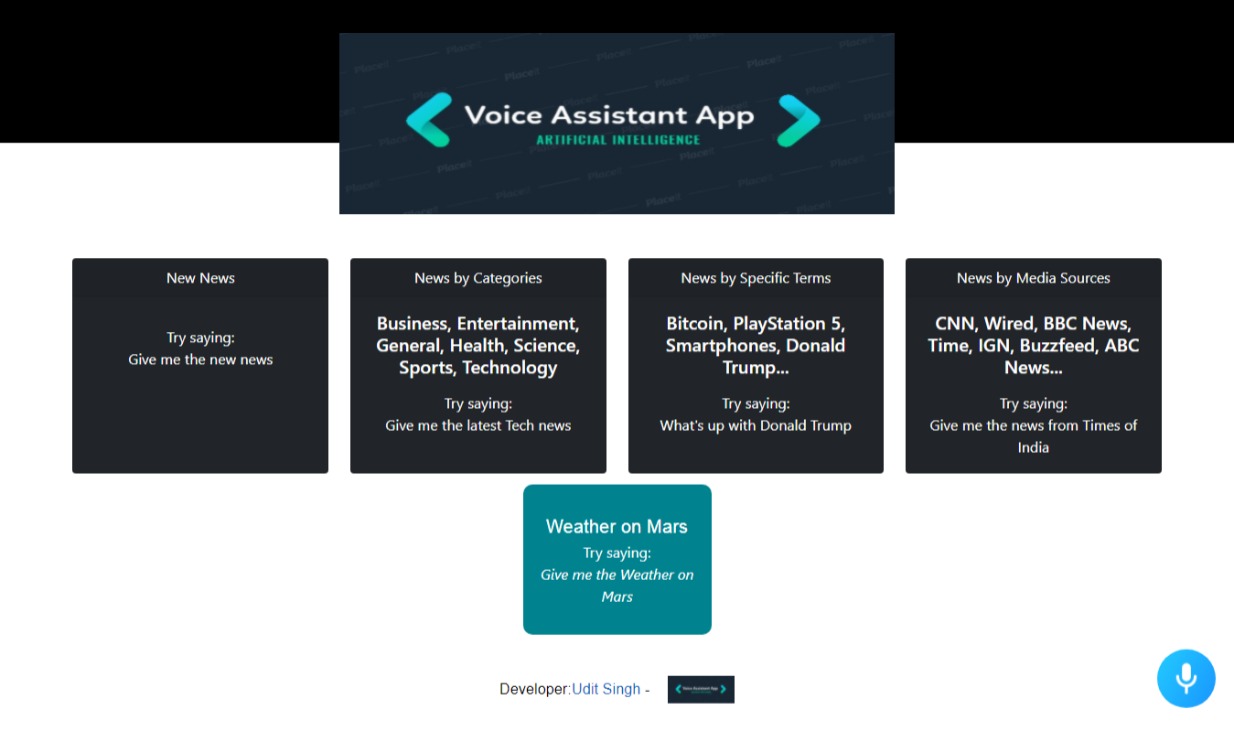 Voice Assistant App
ARTIFICIAL INTELLIGENCE
New News
Try saying:
Give me the new news
News by Categories
Business, Entertainment,
General, Health, Science,
Sports, Technology
Try saying:
Give me the latest Tech news
News by Specific Terms
Bitcoin, PlayStation 5,
Smartphones, Donald
Trump...
Try saying:
What's up with Donald Trump
News by Media Sources
CNN, Wired, BBC News,
Time, IGN, Buzzfeed, ABC
News...
Try saying:
Give me the news from Times of
India
Weather on Mars
Try saying:
Give me the Weather on
Mars
Developer:Udit Singh -
Voice Assistant App